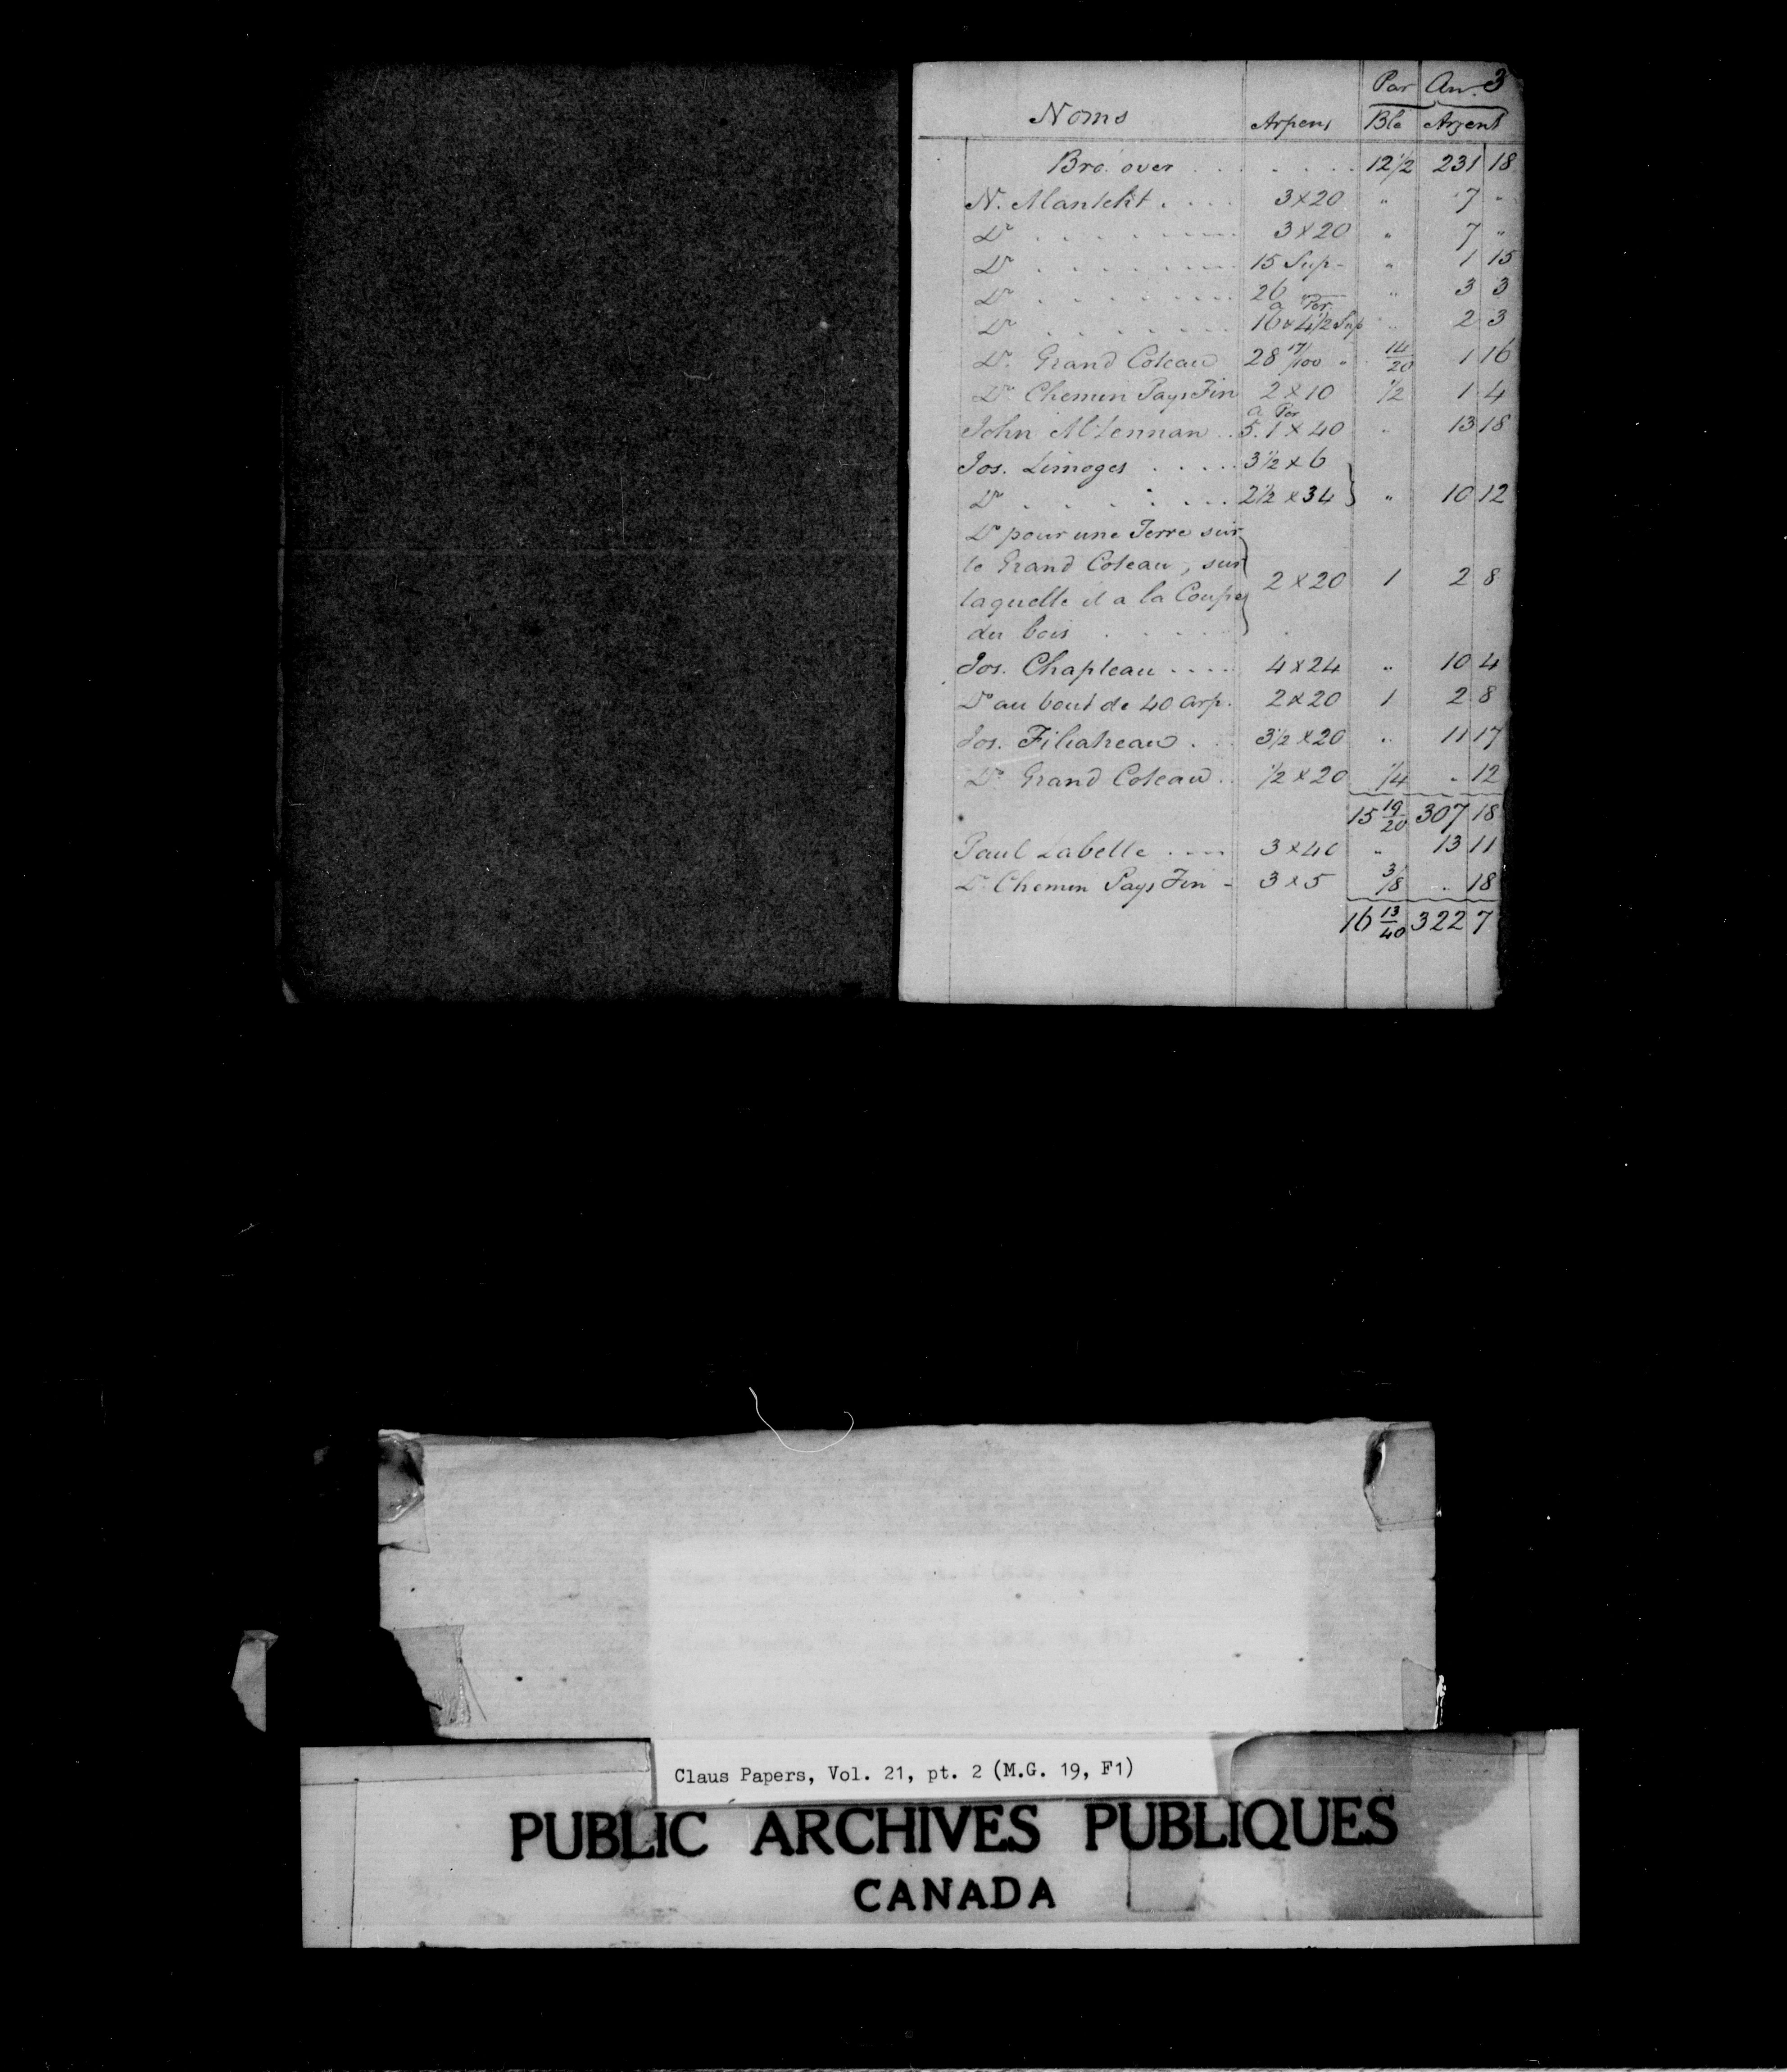 3
Par An.
Noms Arpens Blé Argent
Bro. over . . . . . . . 12 1/2 231 18
N. Manteht . . . . 3 x 20 " 7 "
Do . . . . . . . . 3 x 20 " 7 "
Do . . . . . . . . 15 Sup - " 1 15
Do . . . . . . . . 26 " " 3 3
a Per
Do . . . . . . . 16 x 4 1/2 Sup " 2 3
Do. Grand Coteau 28 17/100 " 14/20 1 16
Do Chemin Pays Fin 2 x 10 1/2 1 4
a Per
John McLennan . . 5. 1 x 40 " 13 18
Jos. Limoges . . . . . 3 1/2 x 6
Do . . . . . . . . 2 1/2 x 34 } " 10 12
Do pour une Terre sur
le Grand Coteau, sur
laquelle il a la Coupe } 2 x 20 1 2 8
du bois . . . . .
Jos. Chapleau . . . . 4 x 24 " 10 4
Do au bout de 40 arp. 2 x 20 1 2 8
Jos. Filiatreau . . . 3 1/2 x 20 " 11 17
Do Grand Coteau . . 1/2 x 20 1/4 " 12
15 19/20 307 18
Paul Labelle . . . . 3 x 40 " 13 11
Do Chemin Pays Fin - 3 x 5 3/8 " 18
16 13/40 322 7
Claus Papers, Vol. 21, pt. 2 (M.G. 19, F1)
PUBLIC ARCHIVES PUBLIQUES
CANADA